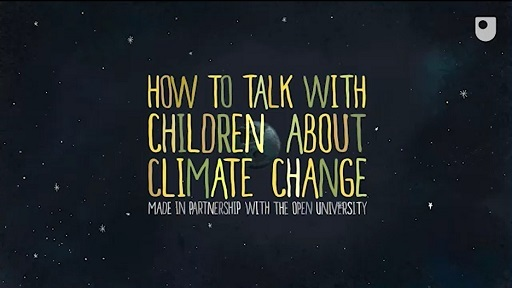 HOW TO TALK WITH
CHILDREN ABOUT
CLIMATE CHANGE
MADE IN PARTNERSHIP WITH THE OPEN UNIVERSITY